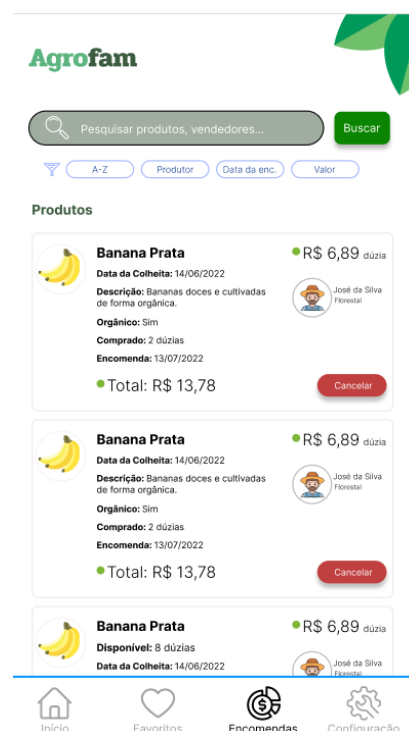 Agrofam
Pesquisar produtos, vendedores...
Buscar
A-Z
Produtor
Data da enc.
Valor
Produtos
Banana Prata
R$ 6,89 dúzia
Data da Colheita: 14/06/2022
Descrição: Bananas doces e cultivadas
de forma orgânica.
José da Silva
Florestal
Orgânico: Sim
Comprado: 2 dúzias
Encomenda: 13/07/2022
Total: R$ 13,78
Cancelar
Banana Prata
R$ 6,89 dúzia
Data da Colheita: 14/06/2022
Descrição: Bananas doces e cultivadas
de forma orgânica.
José da Silva
Florestal
Orgânico: Sim
Comprado: 2 dúzias
Encomenda: 13/07/2022
Total: R$ 13,78
Cancelar
Banana Prata
R$ 6,89 dúzia
Disponível: 8 dúzias
Data da Colheita: 14/06/2022
José da Silva
Florestal
Início
Favoritos
Encomendas
Configuração